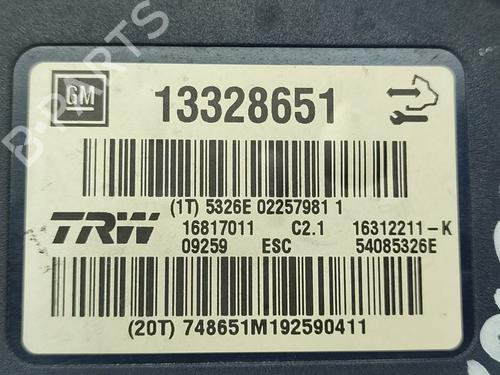 GM 13328651
(1T) 5326E 02257981 1
TRW 16817011 C2.1 16312211-K
09259 ESC 54085326E
(20T) 748651M192590411
B-PARTS